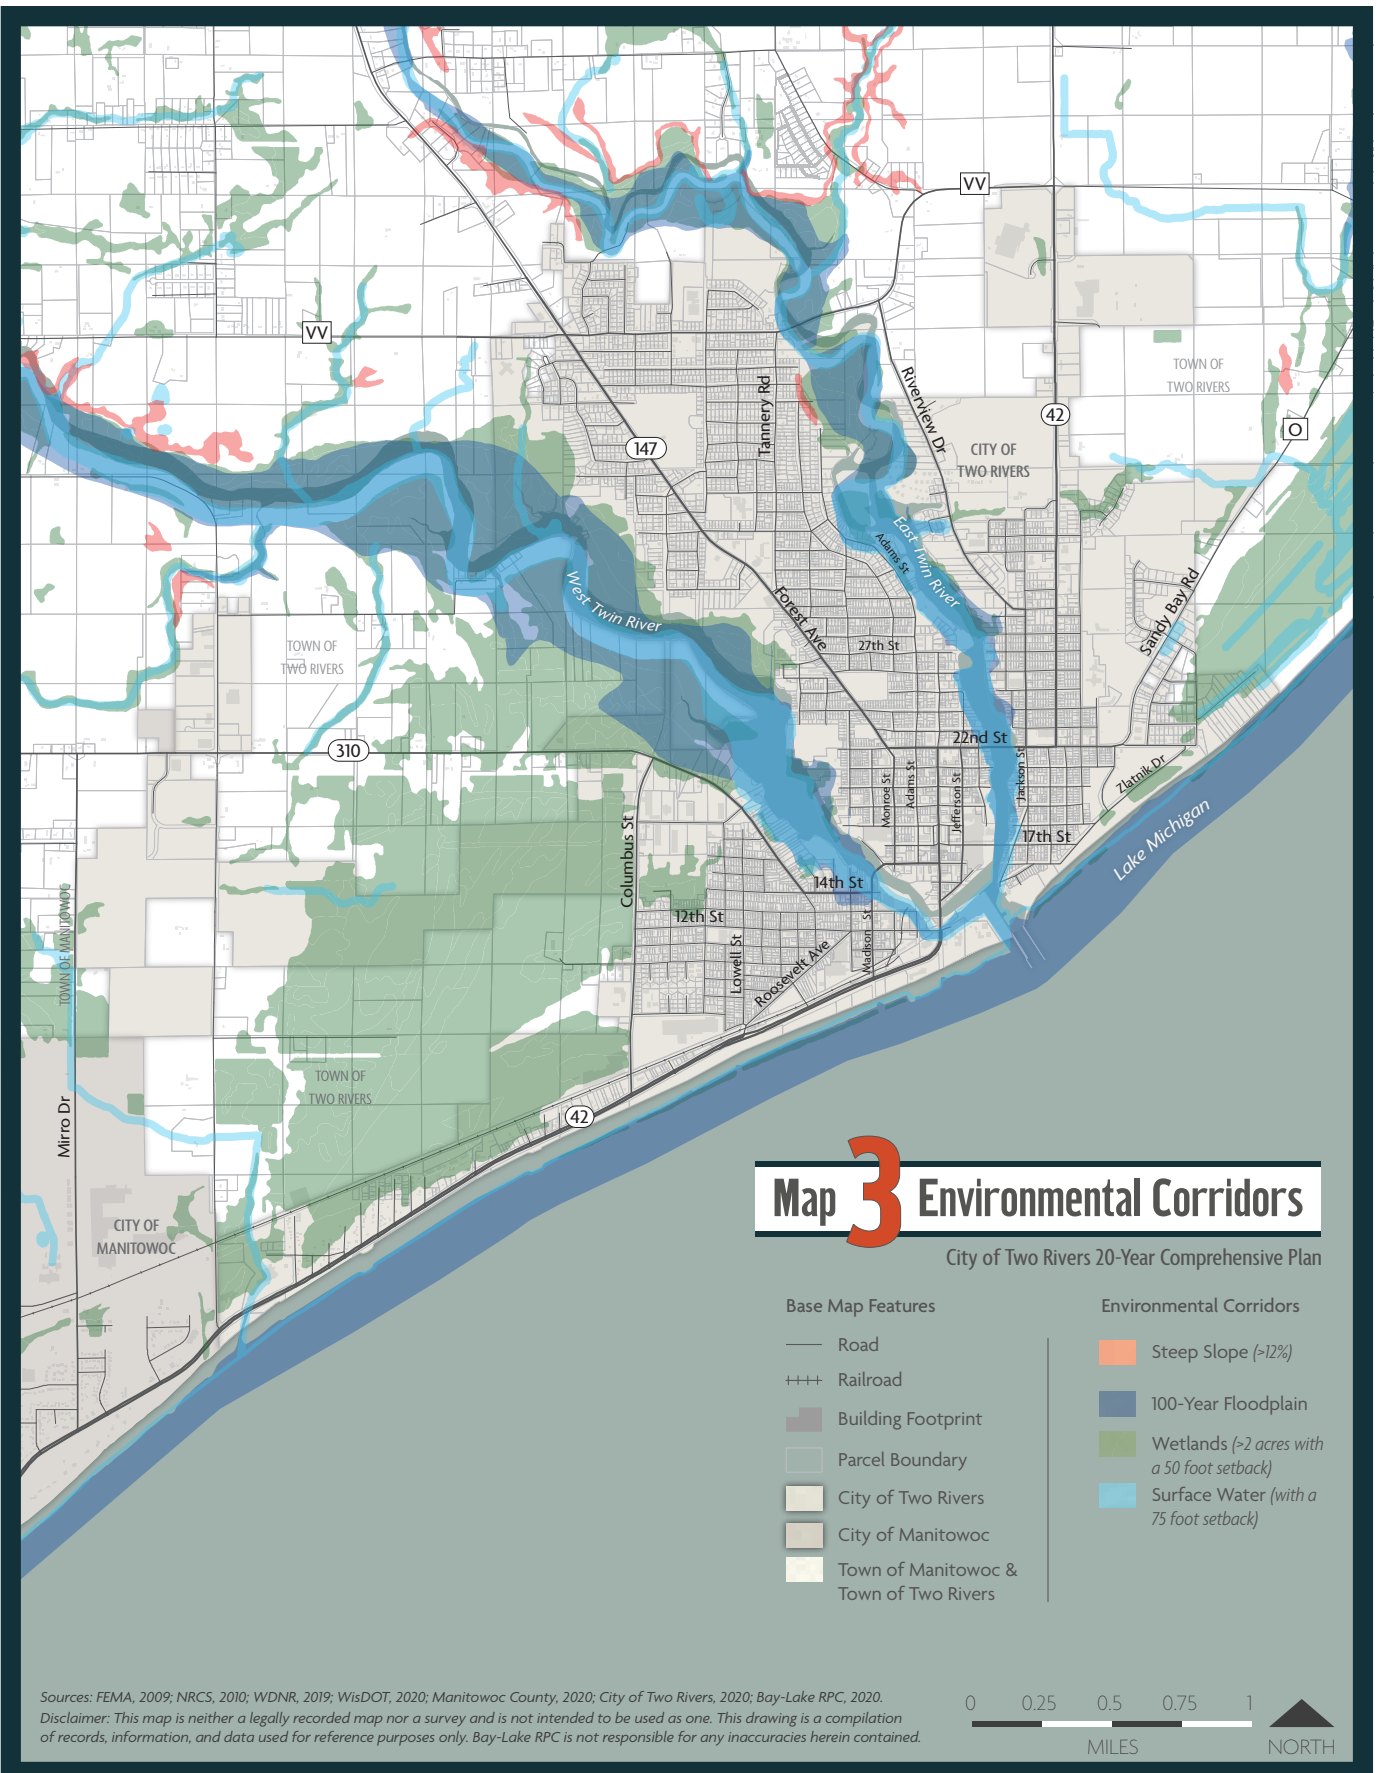 VV
VV
TOWN OF
TWO RIVERS
Riverview Dr
Tannery Rd
42
O
147
CITY OF
TWO RIVERS
East Twin River
Adams St
West Twin River
Forest Ave
Sandy Bay Rd
27th St
TOWN OF
TWO RIVERS
310
22nd St
Jackson St
Monroe St
Adams St
Jefferson St
Zlatnik Dr
17th St
Lake Michigan
Columbus St
14th St
12th St
Madison St
Lowell St
Roosevelt Ave
TOWN OF MANITOWOC
TOWN OF
TWO RIVERS
42
Mirro Dr
CITY OF
MANITOWOC
Map 3 Environmental Corridors
City of Two Rivers 20-Year Comprehensive Plan
Base Map Features
Road
Railroad
Building Footprint
Parcel Boundary
City of Two Rivers
City of Manitowoc
Town of Manitowoc &
Town of Two Rivers
Environmental Corridors
Steep Slope (>12%)
100-Year Floodplain
Wetlands (>2 acres with
a 50 foot setback)
Surface Water (with a
75 foot setback)
Sources: FEMA, 2009; NRCS, 2010; WDNR, 2019; WisDOT, 2020; Manitowoc County, 2020; City of Two Rivers, 2020; Bay-Lake RPC, 2020.
Disclaimer: This map is neither a legally recorded map nor a survey and is not intended to be used as one. This drawing is a compilation
of records, information, and data used for reference purposes only. Bay-Lake RPC is not responsible for any inaccuracies herein contained.
0 0.25 0.5 0.75 1
MILES
NORTH